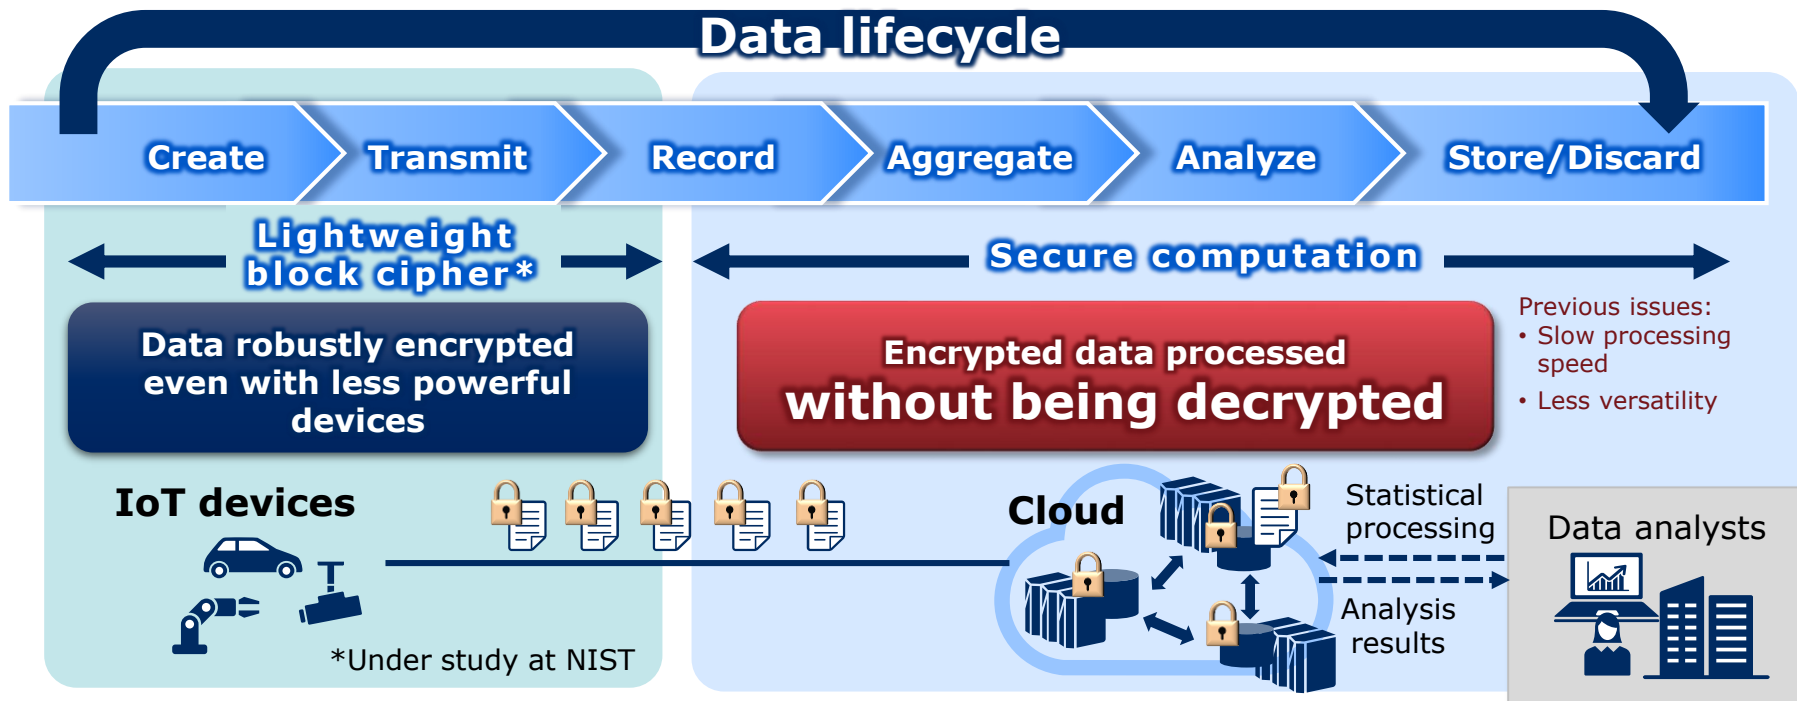 Data lifecycle
Create
Transmit
Record
Aggregate
Analyze
Store/Discard
Lightweight
block cipher*
Secure computation
Data robustly encrypted
even with less powerful
devices
Encrypted data processed
without being decrypted
Previous issues:
• Slow processing
speed
• Less versatility
IoT devices
*Under study at NIST
Cloud
Statistical
processing
Analysis
results
Data analysts